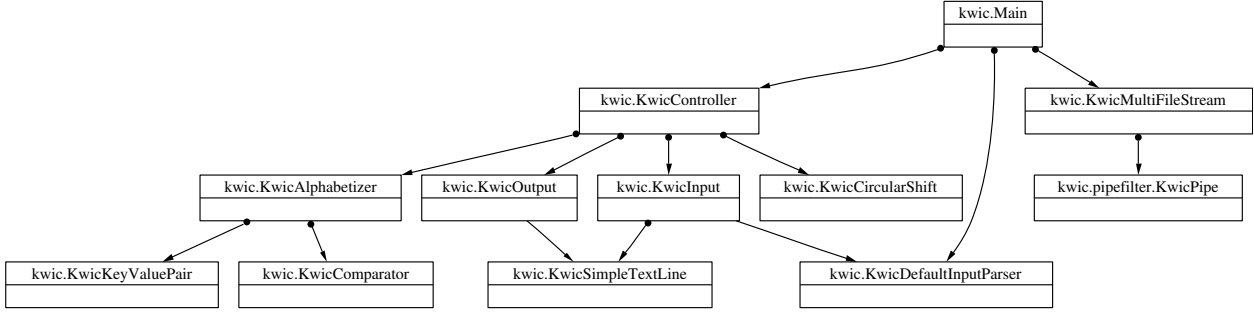 kwic.Main
kwic.KwicController
kwic.KwicMultiFileStream
kwic.KwicAlphabetizer
kwic.KwicOutput
kwic.KwicInput
kwic.KwicCircularShift
kwic.pipefilter.KwicPipe
kwic.KwicKeyValuePair
kwic.KwicComparator
kwic.KwicSimpleTextLine
kwic.KwicDefaultInputParser